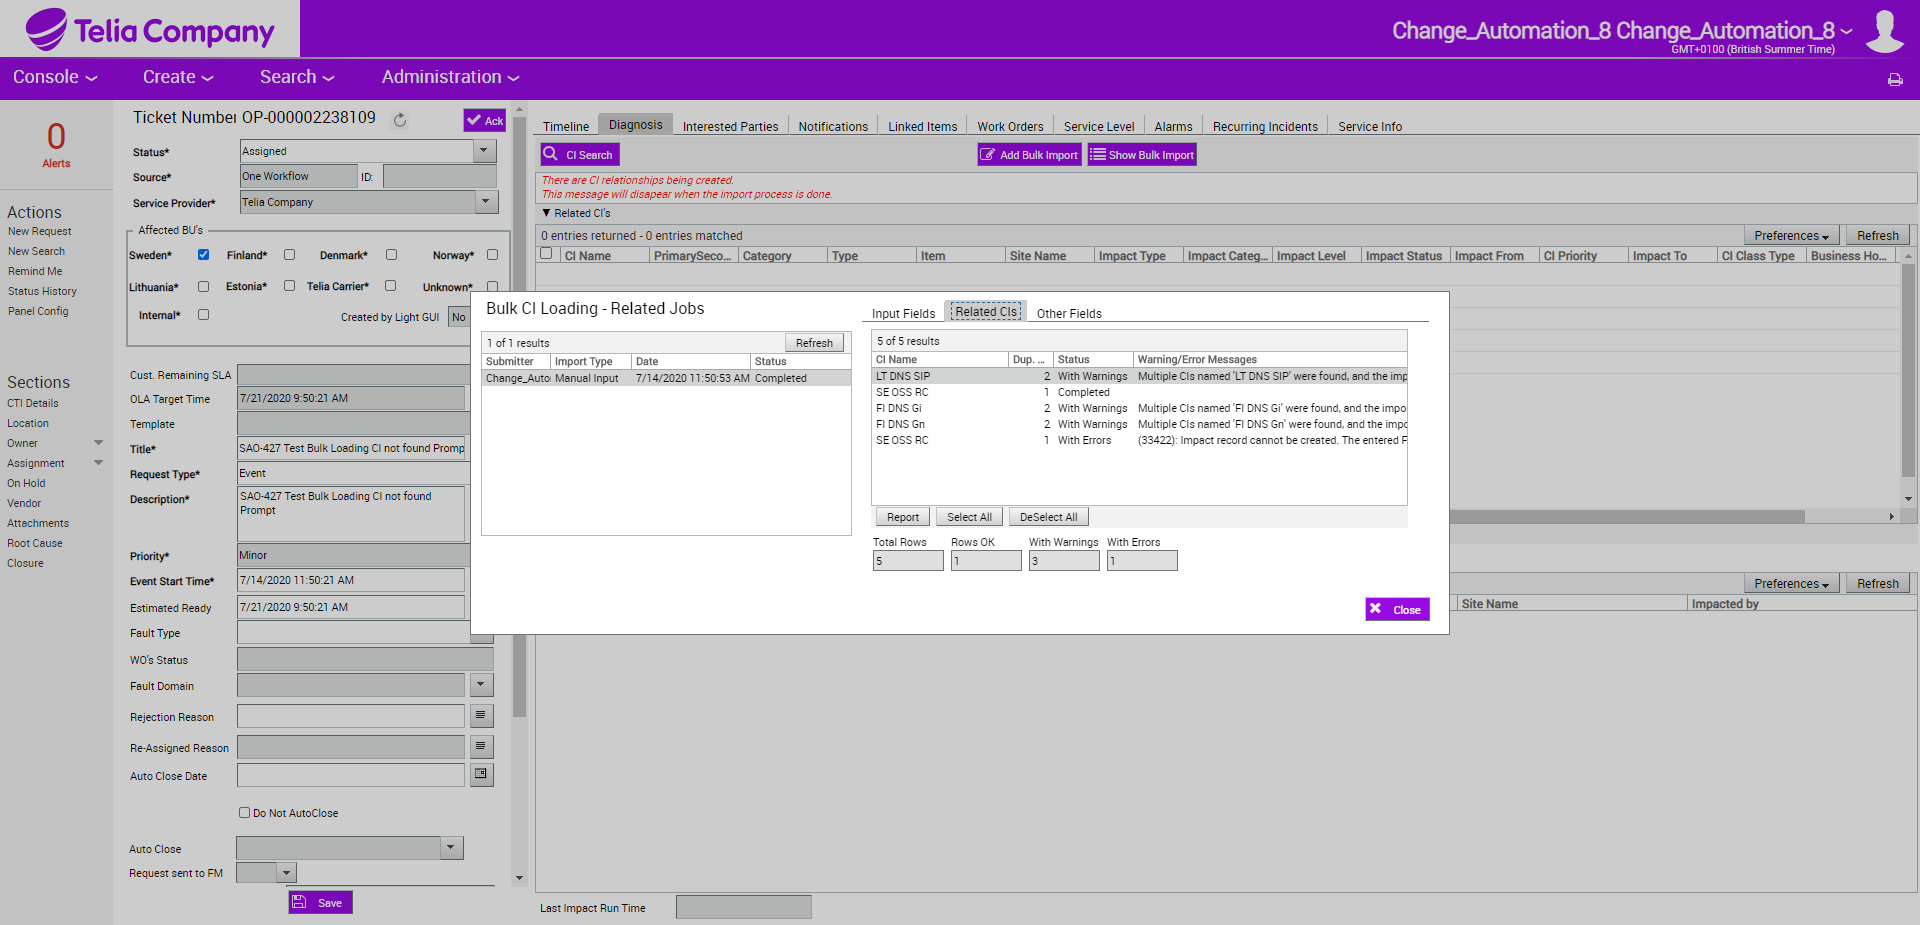 Telia Company
Change_Automation_8 Change_Automation_8
GMT+0100 (British Summer Time)
Console
Create
Search
Administration
0
Alerts
Actions
New Request
New Search
Remind Me
Status History
Panel Config
Sections
CTI Details
Location
Owner
Assignment
On Hold
Vendor
Attachments
Root Cause
Closure
Ticket Number OP-000002238109
Ack
Status*
Assigned
Source*
One Workflow
ID:
Service Provider*
Telia Company
Affected BU's
Sweden*
Finland*
Denmark*
Norway*
Lithuania*
Estonia*
Telia Carrier*
Unknown*
Internal*
Created by Light GUI
No
Cust. Remaining SLA
OLA Target Time
7/21/2020 9:50:21 AM
Template
Title*
SAO-427 Test Bulk Loading CI not found Promp
Request Type*
Event
Description*
SAO-427 Test Bulk Loading CI not found
Prompt
Priority*
Minor
Event Start Time*
7/14/2020 11:50:21 AM
Estimated Ready
7/21/2020 9:50:21 AM
Fault Type
WO's Status
Fault Domain
Rejection Reason
Re-Assigned Reason
Auto Close Date
Do Not AutoClose
Auto Close
Request sent to FM
Save
Timeline
Diagnosis
Interested Parties
Notifications
Linked Items
Work Orders
Service Level
Alarms
Recurring Incidents
Service Info
CI Search
Add Bulk Import
Show Bulk Import
There are CI relationships being created.
This message will disapear when the import process is done.
Related CI's
0 entries returned - 0 entries matched
Preferences
Refresh
CI Name
PrimarySeco...
Category
Type
Item
Site Name
Impact Type
Impact Categ...
Impact Level
Impact Status
Impact From
CI Priority
Impact To
CI Class Type
Business Ho...
Bulk CI Loading - Related Jobs
1 of 1 results
Refresh
Submitter
Import Type
Date
Status
Change_Auto
Manual Input
7/14/2020 11:50:53 AM
Completed
Input Fields
Related CIs
Other Fields
5 of 5 results
CI Name
Dup. ...
Status
Warning/Error Messages
LT DNS SIP 2 With Warnings Multiple CIs named 'LT DNS SIP' were found, and the imp
SE OSS RC 1 Completed
FI DNS Gi 2 With Warnings Multiple CIs named 'FI DNS Gi' were found, and the impo
FI DNS Gn 2 With Warnings Multiple CIs named 'FI DNS Gn' were found, and the impo
SE OSS RC 1 With Errors (33422): Impact record cannot be created. The entered F
Report
Select All
DeSelect All
Total Rows
Rows OK
With Warnings
With Errors
5
1
3
1
Close
Preferences
Refresh
Site Name
Impacted by
Last Impact Run Time